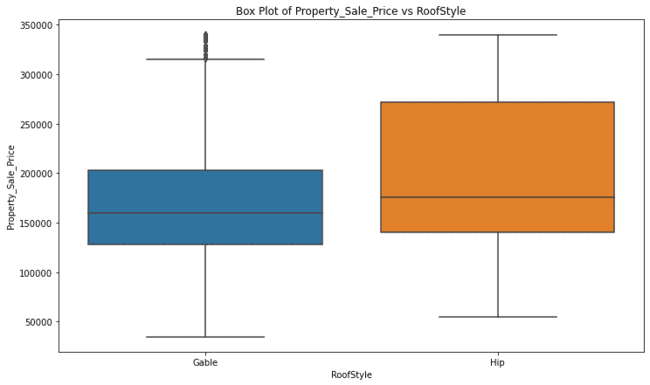 Box Plot of Property_Sale_Price vs RoofStyle
350000
300000
250000
200000
150000
100000
50000
Property_Sale_Price
Gable
Hip
RoofStyle